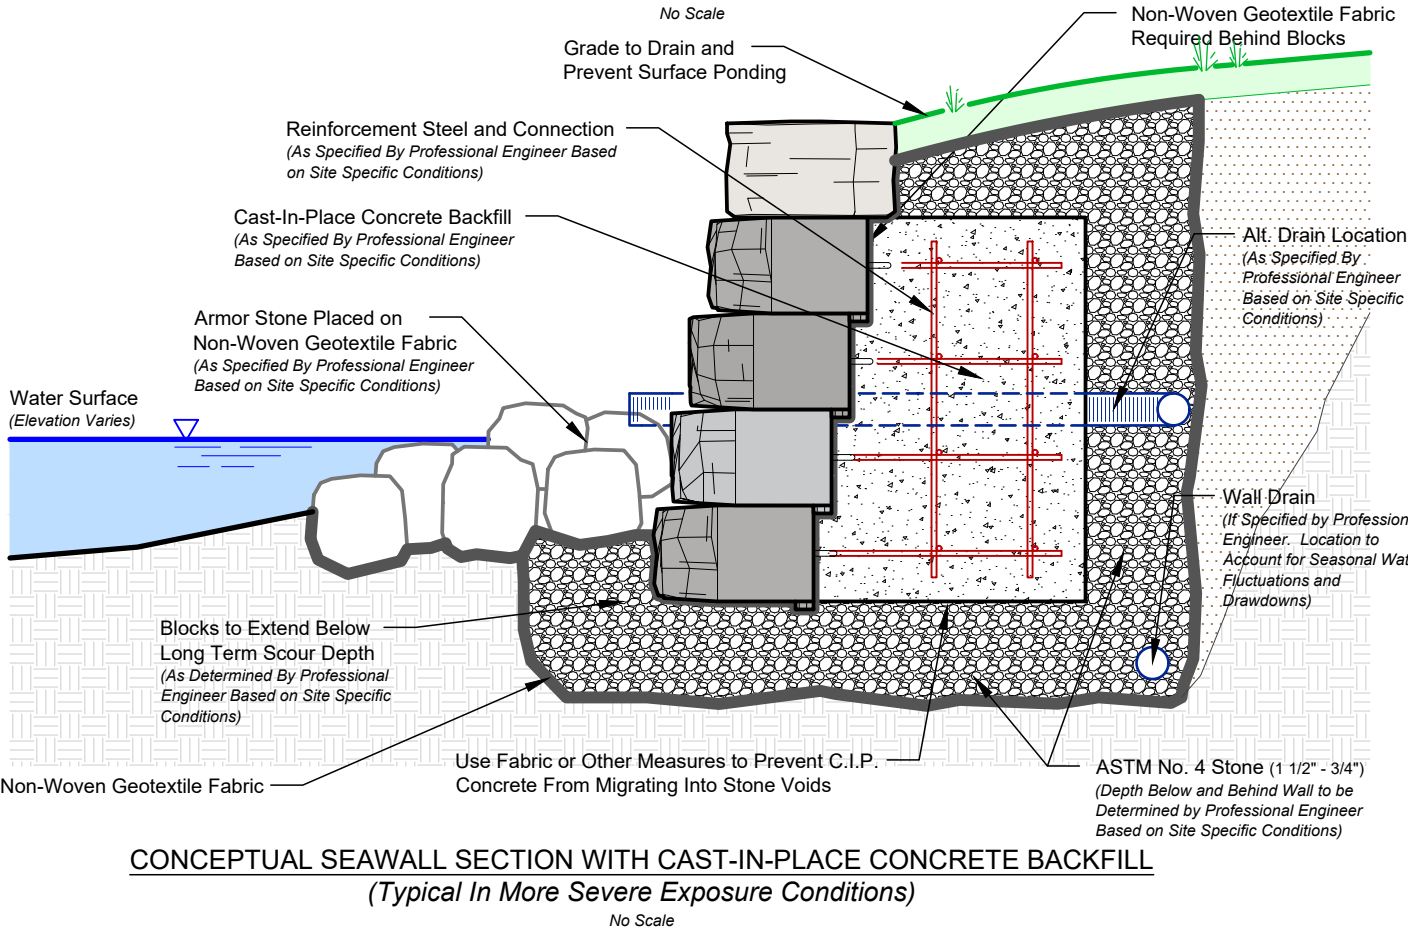 No Scale
Non-Woven Geotextile Fabric
Required Behind Blocks
Grade to Drain and
Prevent Surface Ponding
Reinforcement Steel and Connection
(As Specified By Professional Engineer Based
on Site Specific Conditions)
Cast-In-Place Concrete Backfill
(As Specified By Professional Engineer
Based on Site Specific Conditions)
Alt. Drain Location
(As Specified By
Professional Engineer
Based on Site Specific
Conditions)
Armor Stone Placed on
Non-Woven Geotextile Fabric
(As Specified By Professional Engineer
Based on Site Specific Conditions)
Water Surface
(Elevation Varies)
Wall Drain
(If Specified by Profession
Engineer. Location to
Account for Seasonal Wat
Fluctuations and
Drawdowns)
Blocks to Extend Below
Long Term Scour Depth
(As Determined By Professional
Engineer Based on Site Specific
Conditions)
Non-Woven Geotextile Fabric
Use Fabric or Other Measures to Prevent C.I.P.
Concrete From Migrating Into Stone Voids
ASTM No. 4 Stone (1 1/2" - 3/4")
(Depth Below and Behind Wall to be
Determined by Professional Engineer
Based on Site Specific Conditions)
CONCEPTUAL SEAWALL SECTION WITH CAST-IN-PLACE CONCRETE BACKFILL
(Typical In More Severe Exposure Conditions)
No Scale